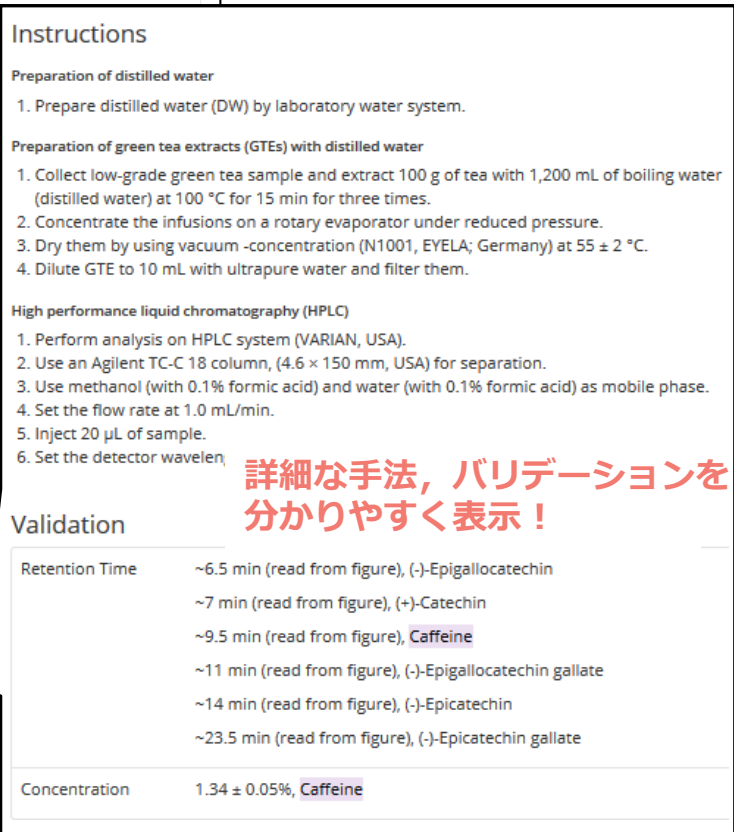 Instructions
Preparation of distilled water
1. Prepare distilled water (DW) by laboratory water system.
Preparation of green tea extracts (GTEs) with distilled water
1. Collect low-grade green tea sample and extract 100 g of tea with 1,200 mL of boiling water
(distilled water) at 100 °C for 15 min for three times.
2. Concentrate the infusions on a rotary evaporator under reduced pressure.
3. Dry them by using vacuum -concentration (N1001, EYELA; Germany) at 55 ± 2 °C.
4. Dilute GTE to 10 mL with ultrapure water and filter them.
High performance liquid chromatography (HPLC)
1. Perform analysis on HPLC system (VARIAN, USA).
2. Use an Agilent TC-C 18 column, (4.6 × 150 mm, USA) for separation.
3. Use methanol (with 0.1% formic acid) and water (with 0.1% formic acid) as mobile phase.
4. Set the flow rate at 1.0 mL/min.
5. Inject 20 µL of sample.
6. Set the detector
詳細な手法，バリデーションを
分かりやすく表示！
Validation
Retention Time ~6.5 min (read from figure), (-)-Epigallocatechin
~7 min (read from figure), (+)-Catechin
~9.5 min (read from figure), Caffeine
~11 min (read from figure), (-)-Epigallocatechin gallate
~14 min (read from figure), (-)-Epicatechin
~23.5 min (read from figure), (-)-Epicatechin gallate
Concentration 1.34 ± 0.05%, Caffeine